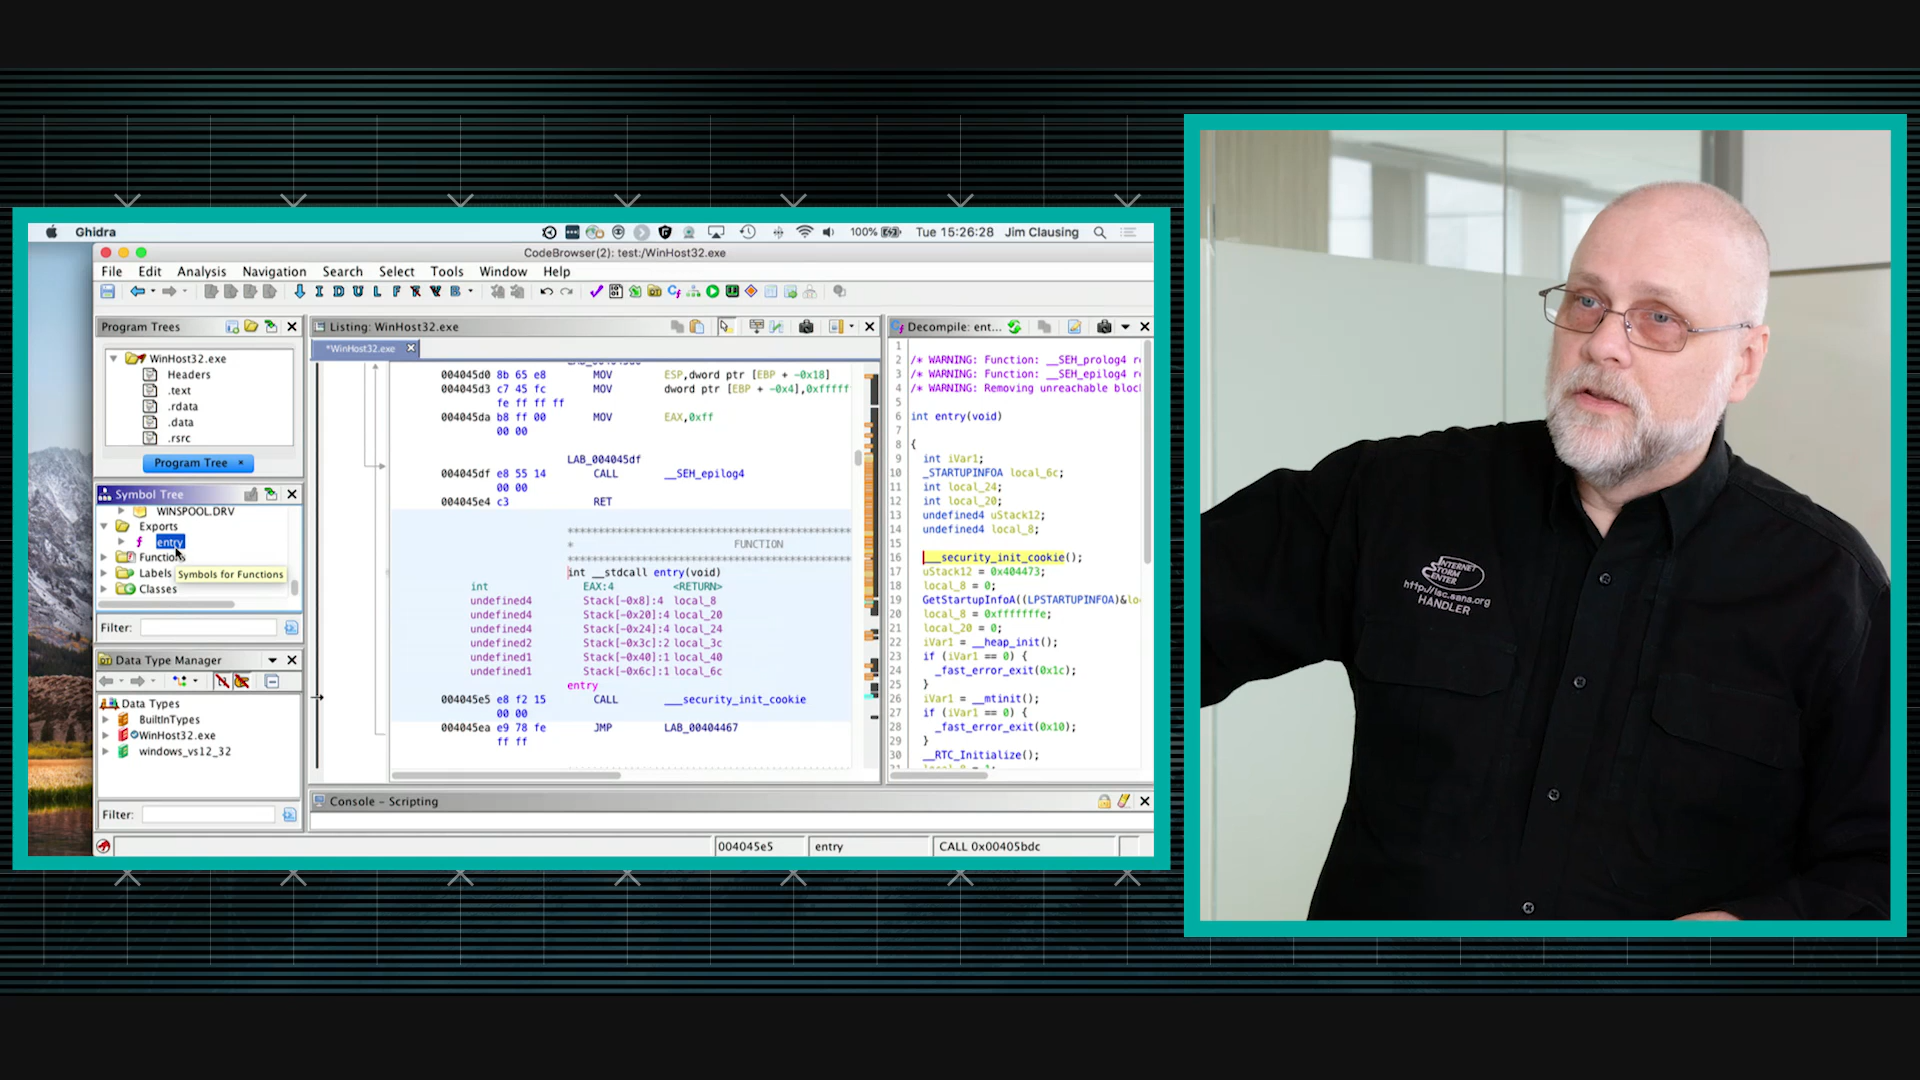 Ghidra
100%
Tue 15:26:28
Jim Clausing
CodeBrowser(2): test:/WinHost32.exe
File Edit Analysis Navigation Search Select Tools Window Help
I D U L F B
Program Trees
WinHost32.exe
Headers
.text
.rdata
.data
.rsrc
Program Tree ×
Symbol Tree
WINSPOOL.DRV
Exports
f entry
Functions
Labels
Symbols for Functions
Classes
Filter:
Data Type Manager
Data Types
BuiltInTypes
WinHost32.exe
windows_vs12_32
Filter:
Listing: WinHost32.exe
*WinHost32.exe
004045d0 8b 65 e8 MOV ESP,dword ptr [EBP + -0x18]
004045d3 c7 45 fc MOV dword ptr [EBP + -0x4],0xfffff
fe ff ff ff
004045da b8 ff 00 MOV EAX,0xff
00 00
LAB_004045df
004045df e8 55 14 CALL __SEH_epilog4
00 00
004045e4 c3 RET
* FUNCTION
int __stdcall entry(void)
int EAX:4 <RETURN>
undefined4 Stack[-0x8]:4 local_8
undefined4 Stack[-0x20]:4 local_20
undefined4 Stack[-0x24]:4 local_24
undefined2 Stack[-0x3c]:2 local_3c
undefined1 Stack[-0x40]:1 local_40
undefined1 Stack[-0x6c]:1 local_6c
entry
004045e5 e8 f2 15 CALL ___security_init_cookie
00 00
004045ea e9 78 fe JMP LAB_00404467
ff ff
Decompile: ent...
1
2 /* WARNING: Function: __SEH_prolog4 r
3 /* WARNING: Function: __SEH_epilog4 r
4 /* WARNING: Removing unreachable bloc
5
6 int entry(void)
7
8 {
9 int iVar1;
10 _STARTUPINFOA local_6c;
11 int local_24;
12 int local_20;
13 undefined4 uStack12;
14 undefined4 local_8;
15
16 ___security_init_cookie();
17 uStack12 = 0x404473;
18 local_8 = 0;
19 GetStartupInfoA((LPSTARTUPINFOA)&lo
20 local_8 = 0xfffffffe;
21 local_20 = 0;
22 iVar1 = __heap_init();
23 if (iVar1 == 0) {
24 _fast_error_exit(0x1c);
25 }
26 iVar1 = __mtinit();
27 if (iVar1 == 0) {
28 _fast_error_exit(0x10);
29 }
30 __RTC_Initialize();
Console - Scripting
004045e5
entry
CALL 0x00405bdc
INTERNET
STORM
CENTER
http://isc.sans.org
HANDLER